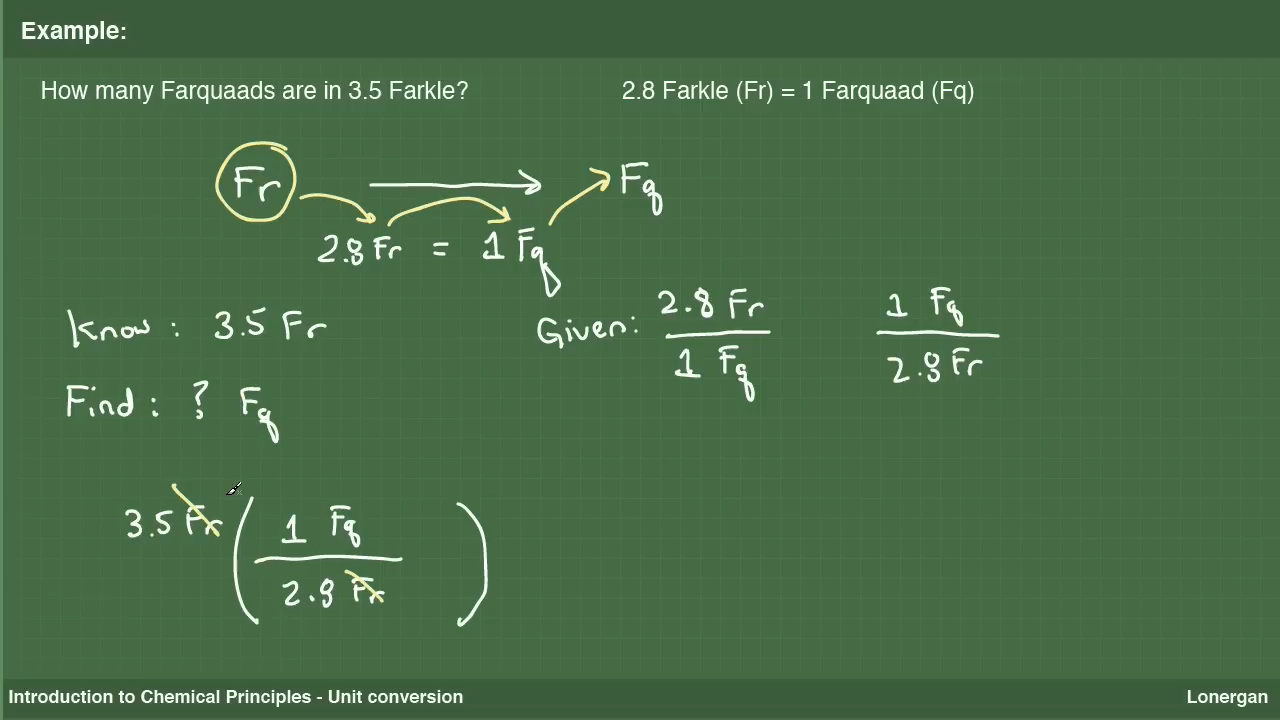 Example:
How many Farquaads are in 3.5 Farkle? 2.8 Farkle (Fr) = 1 Farquaad (Fq)
Fr → Fq
2.8 Fr = 1 Fq
Know: 3.5 Fr
Given: 2.8 Fr / 1 Fq 1 Fq / 2.8 Fr
Find: ? Fq
3.5 Fr ( 1 Fq / 2.8 Fr )
Introduction to Chemical Principles - Unit conversion Lonergan